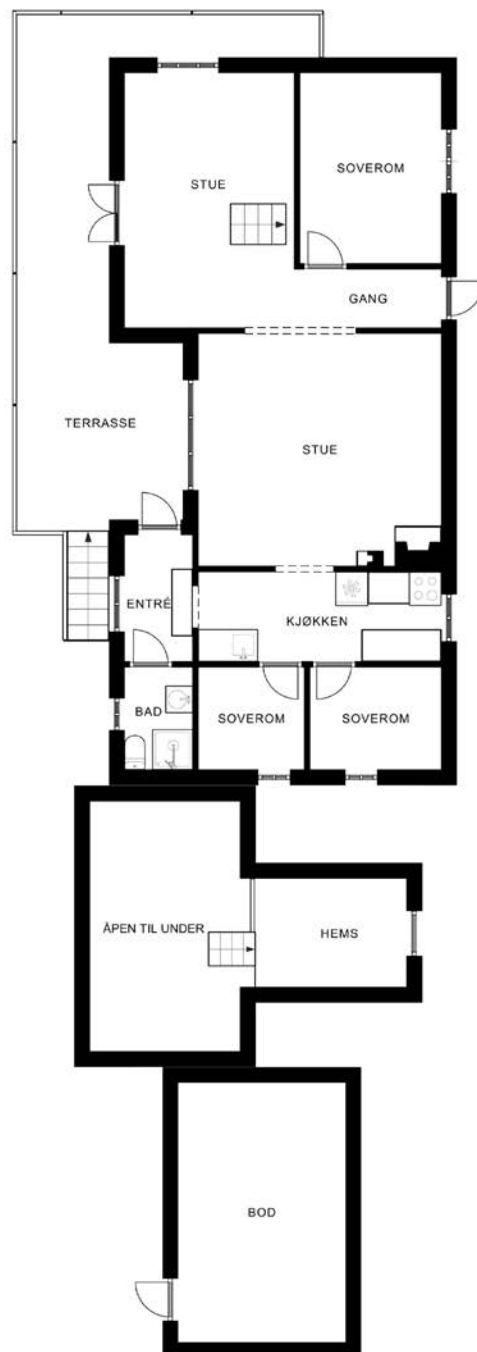 SOVEROM
STUE
GANG
TERRASSE
STUE
ENTRÉ
KJØKKEN
BAD
SOVEROM
SOVEROM
ÅPEN TIL UNDER
HEMS
BOD